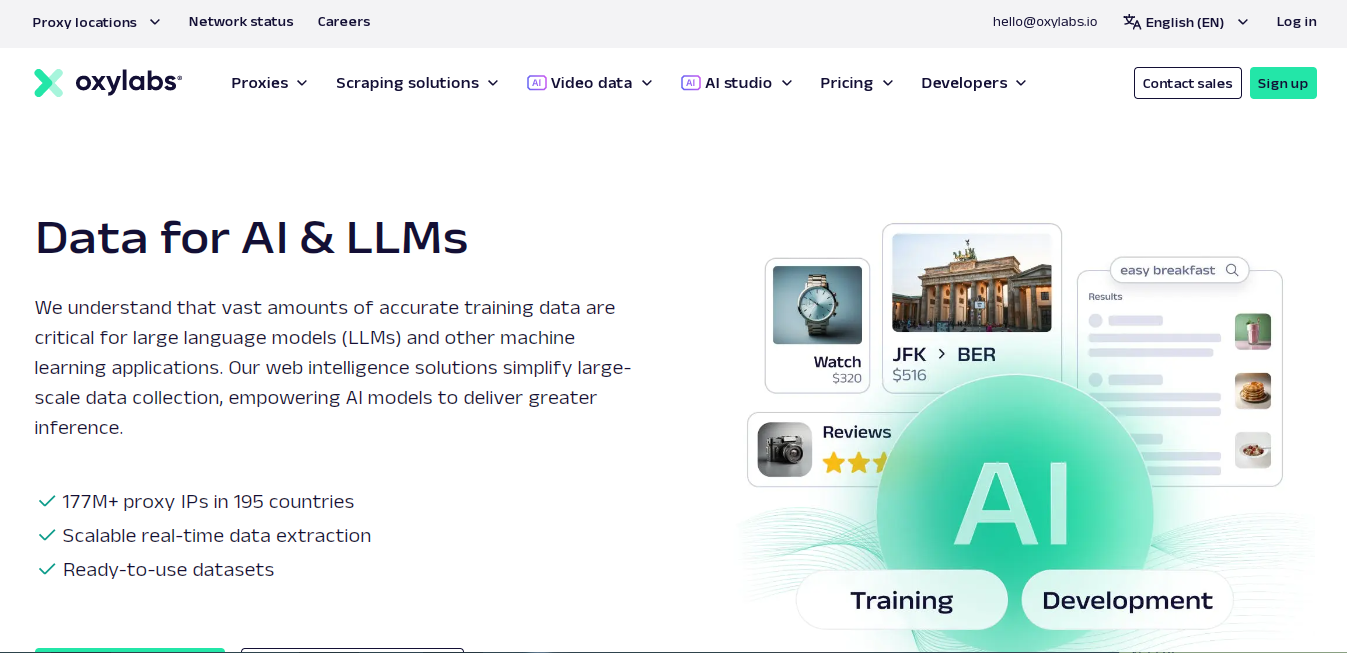 Proxy locations
Network status
Careers
hello@oxylabs.io
English (EN)
Log in
oxylabs®
Proxies
Scraping solutions
AI Video data
AI AI studio
Pricing
Developers
Contact sales
Sign up
Data for AI & LLMs
We understand that vast amounts of accurate training data are
critical for large language models (LLMs) and other machine
learning applications. Our web intelligence solutions simplify large-
scale data collection, empowering AI models to deliver greater
inference.
177M+ proxy IPs in 195 countries
Scalable real-time data extraction
Ready-to-use datasets
Watch
$320
JFK > BER
$516
easy breakfast
Results
Reviews
AI
Training
Development